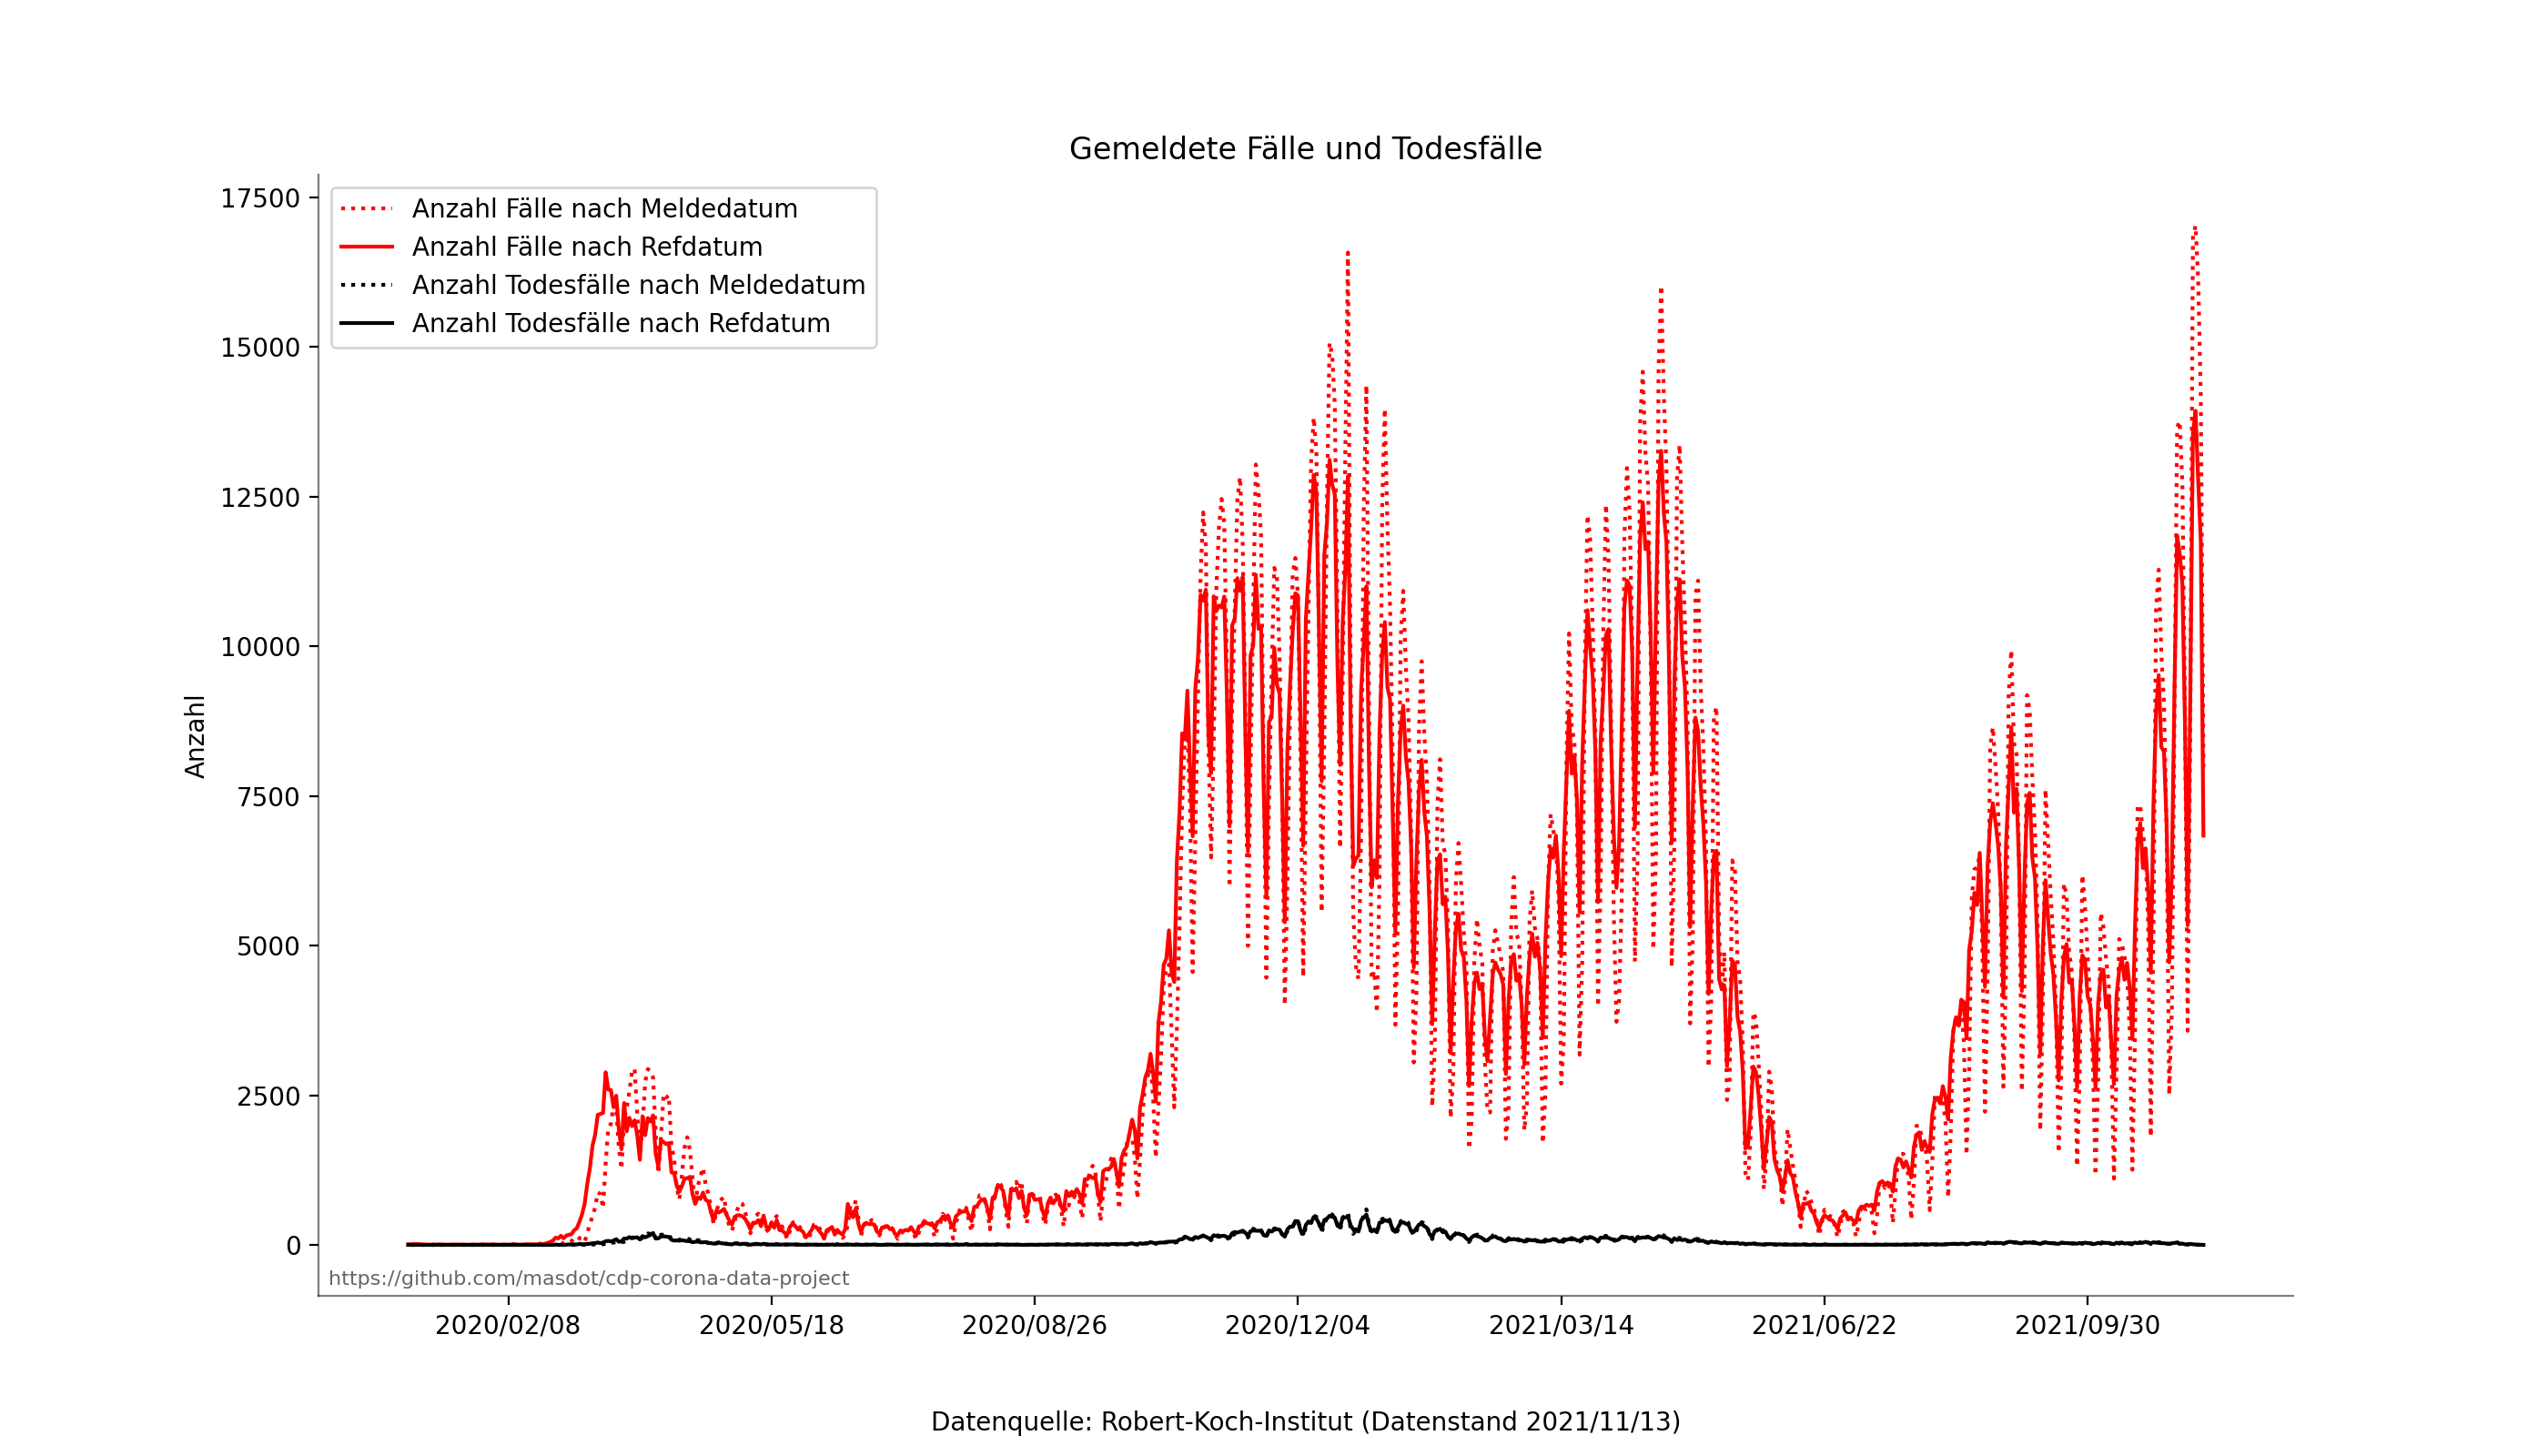 Gemeldete Fälle und Todesfälle
17500
15000
12500
10000
7500
5000
2500
0
Anzahl
Anzahl Fälle nach Meldedatum
Anzahl Fälle nach Refdatum
Anzahl Todesfälle nach Meldedatum
Anzahl Todesfälle nach Refdatum
https://github.com/masdot/cdp-corona-data-project
2020/02/08 2020/05/18 2020/08/26 2020/12/04 2021/03/14 2021/06/22 2021/09/30
Datenquelle: Robert-Koch-Institut (Datenstand 2021/11/13)